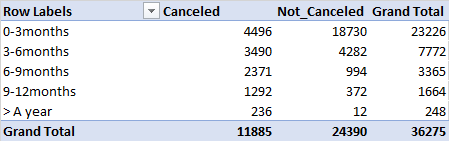 Row Labels Canceled Not_Canceled Grand Total
0-3months 4496 18730 23226
3-6months 3490 4282 7772
6-9months 2371 994 3365
9-12months 1292 372 1664
> A year 236 12 248
Grand Total 11885 24390 36275